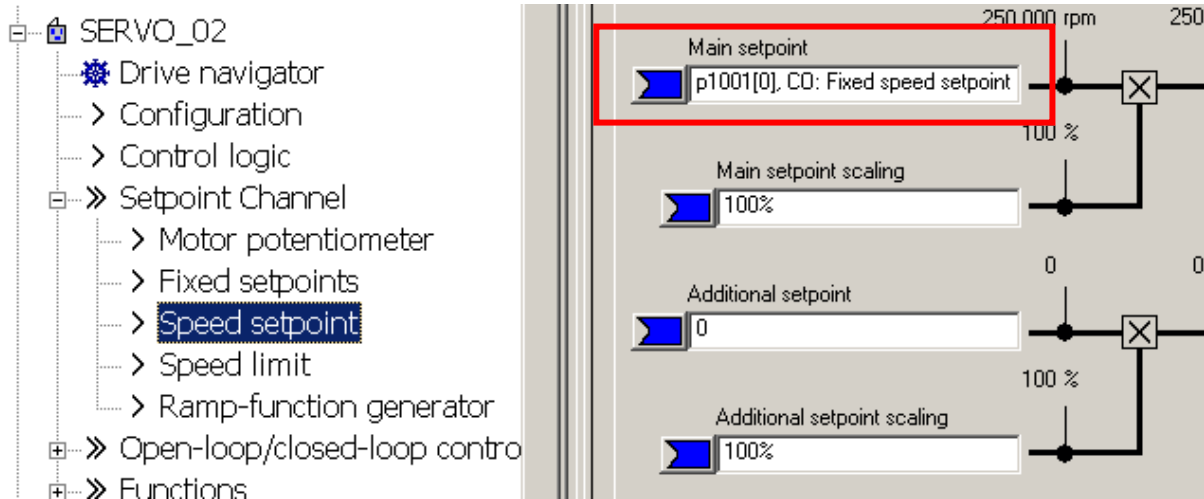 SERVO_02
Drive navigator
Configuration
Control logic
Setpoint Channel
Motor potentiometer
Fixed setpoints
Speed setpoint
Speed limit
Ramp-function generator
Open-loop/closed-loop contro
Functions
250.000 rpm 250
Main setpoint
p1001[0], CO: Fixed speed setpoint
100 %
Main setpoint scaling
100%
0 0
Additional setpoint
0
100 %
Additional setpoint scaling
100%